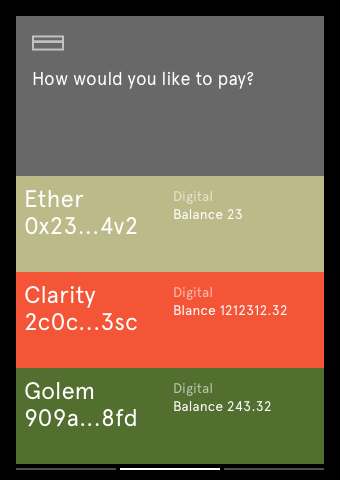 How would you like to pay?
Ether
0x23...4v2
Digital
Balance 23
Clarity
2c0c...3sc
Digital
Blance 1212312.32
Golem
909a...8fd
Digital
Balance 243.32